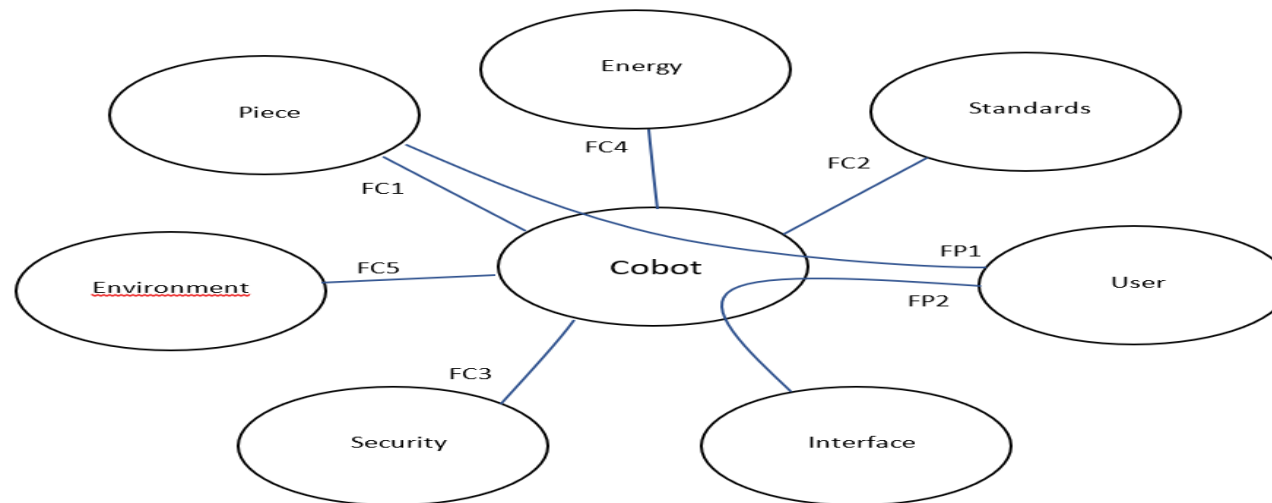 Energy
Standards
Piece
FC4
FC2
FC1
FP1
Cobot
FC5
User
Environment
FP2
FC3
Security
Interface